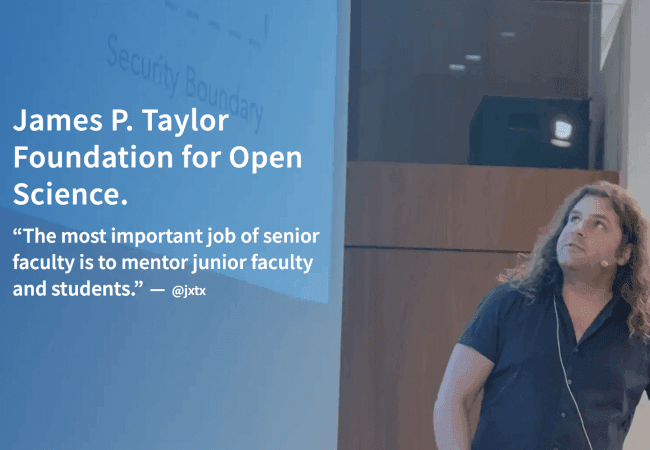 Security Boundary
James P. Taylor
Foundation for Open
Science.
“The most important job of senior
faculty is to mentor junior faculty
and students.” — @jxtx